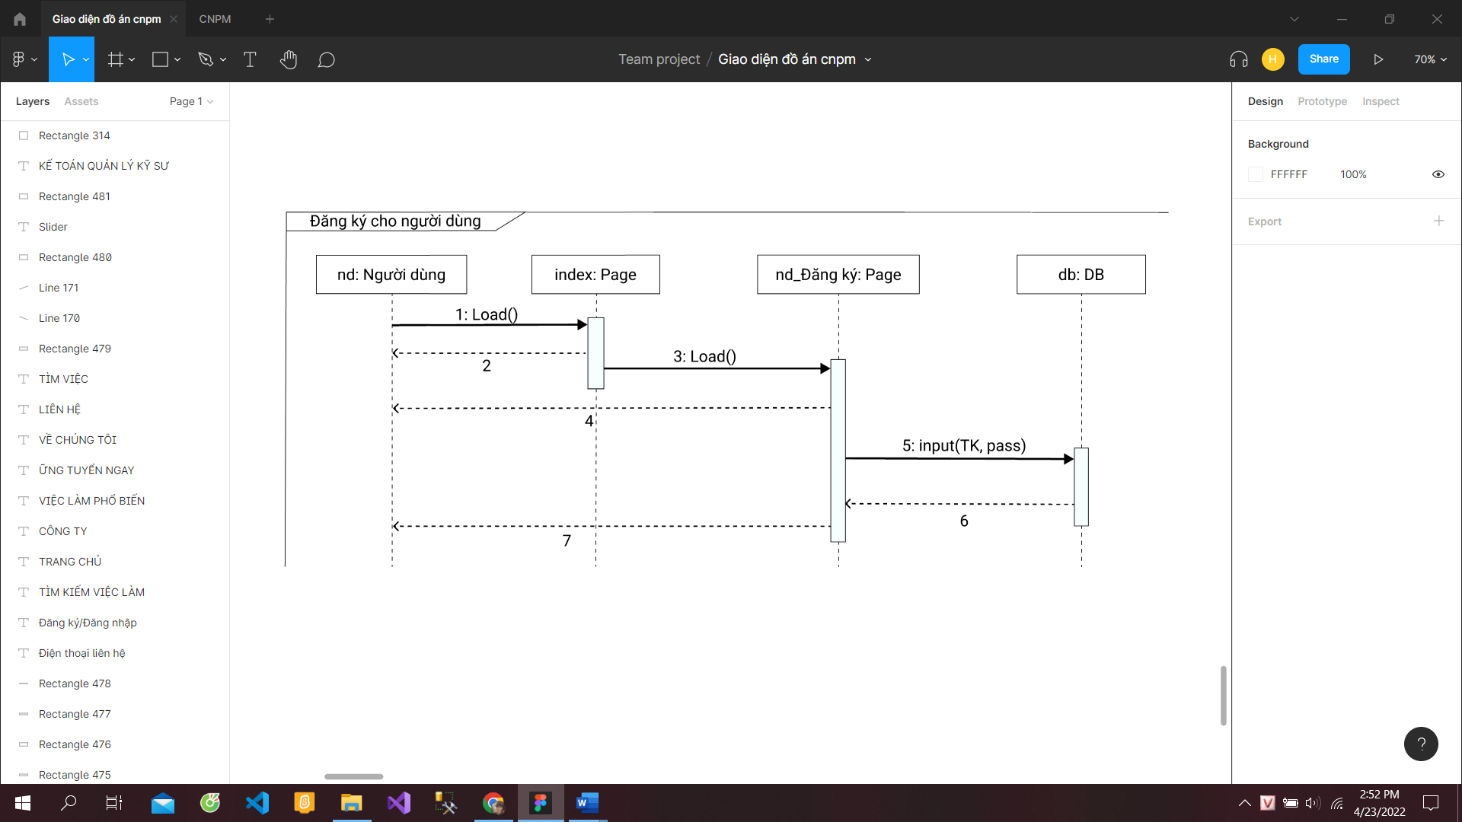 Giao diện đồ án cnpm
CNPM
Team project / Giao diện đồ án cnpm
H
Share
70%
Layers
Assets
Page 1
Design
Prototype
Inspect
Rectangle 314
KẾ TOÁN QUẢN LÝ KỸ SƯ
Rectangle 481
Slider
Rectangle 480
Line 171
Line 170
Rectangle 479
TÌM VIỆC
LIÊN HỆ
VỀ CHÚNG TÔI
ỨNG TUYỂN NGAY
VIỆC LÀM PHỔ BIẾN
CÔNG TY
TRANG CHỦ
TÌM KIẾM VIỆC LÀM
Đăng ký/Đăng nhập
Điện thoại liên hệ
Rectangle 478
Rectangle 477
Rectangle 476
Rectangle 475
Đăng ký cho người dùng
nd: Người dùng
index: Page
nd_Đăng ký: Page
db: DB
1: Load()
2
3: Load()
4
5: input(TK, pass)
6
7
Background
FFFFFF
100%
Export
?
2:52 PM
4/23/2022